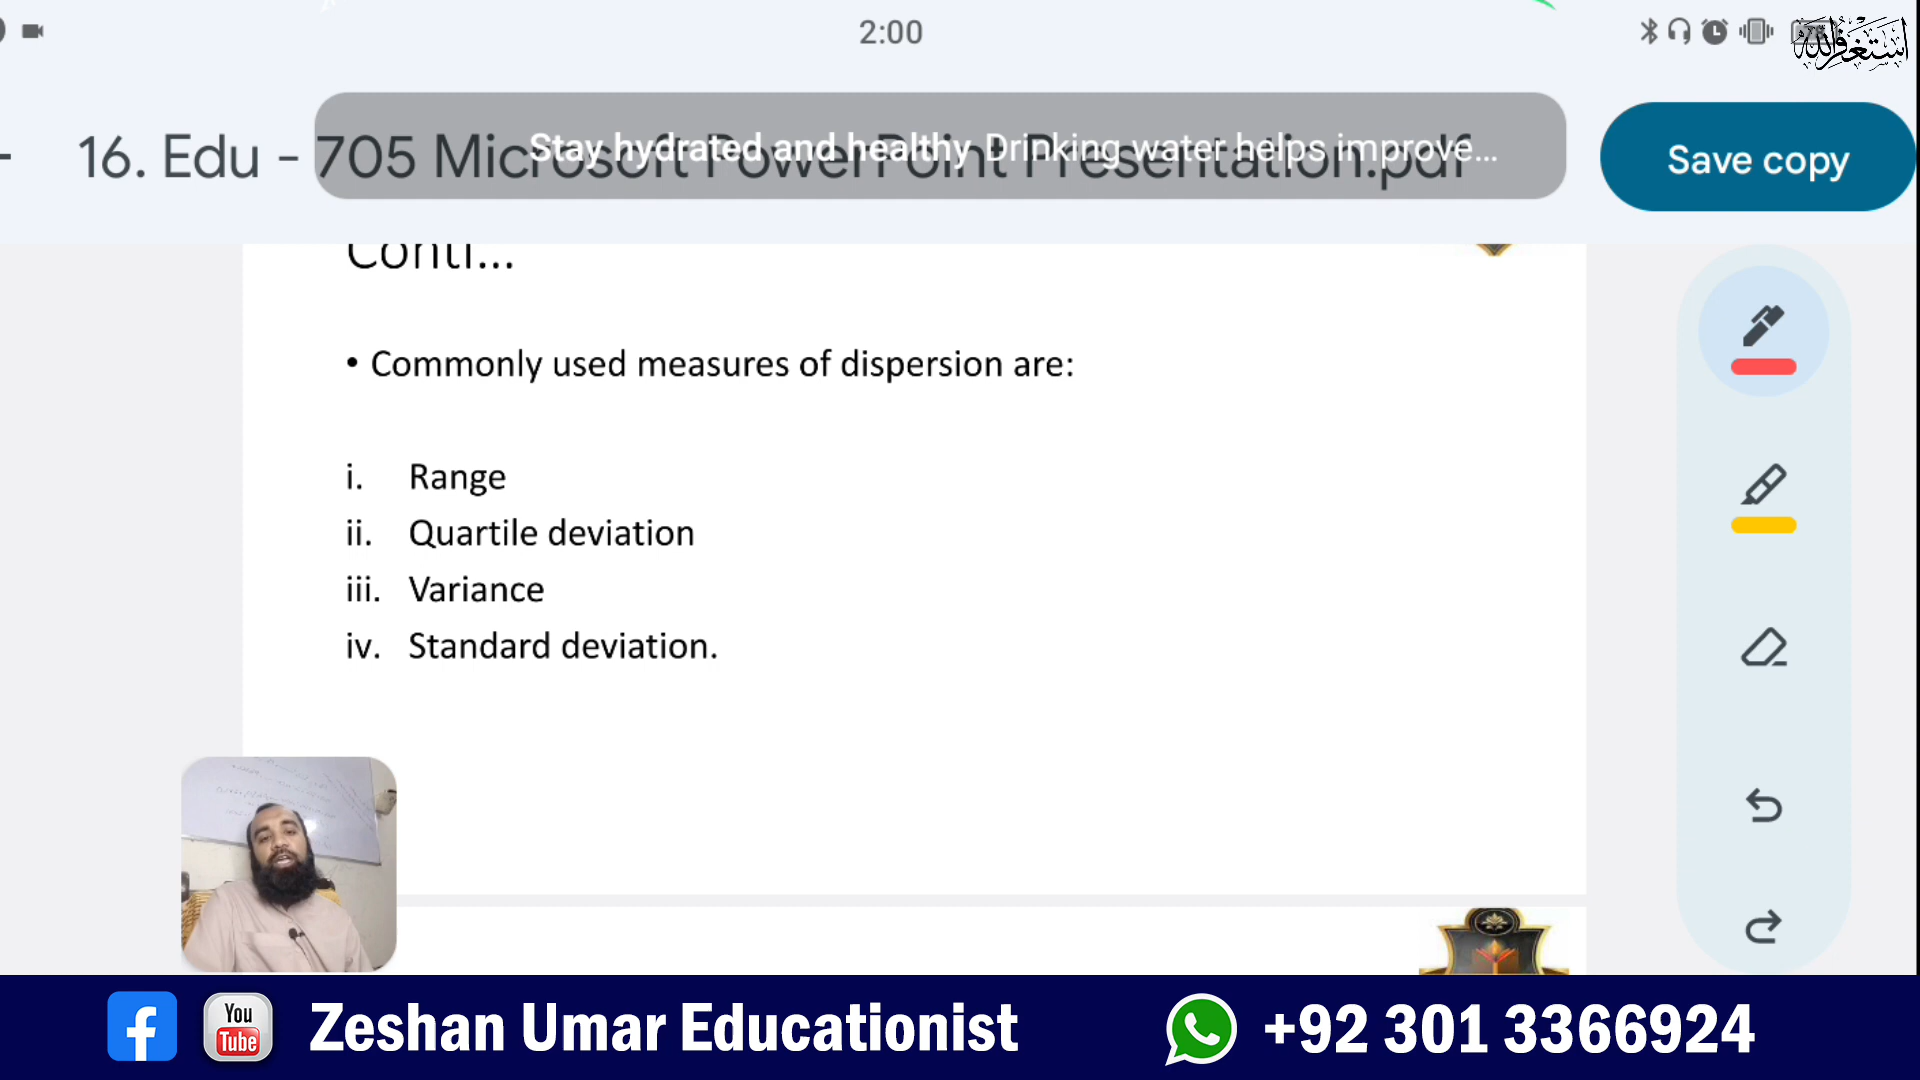 2:00
استغفرالله
16. Edu - 705 Microsoft PowerPoint Presentation.pdf
Stay hydrated and healthy Drinking water helps improve...
Save copy
Conti...
• Commonly used measures of dispersion are:
i. Range
ii. Quartile deviation
iii. Variance
iv. Standard deviation.
You
Tube
Zeshan Umar Educationist
+92 301 3366924